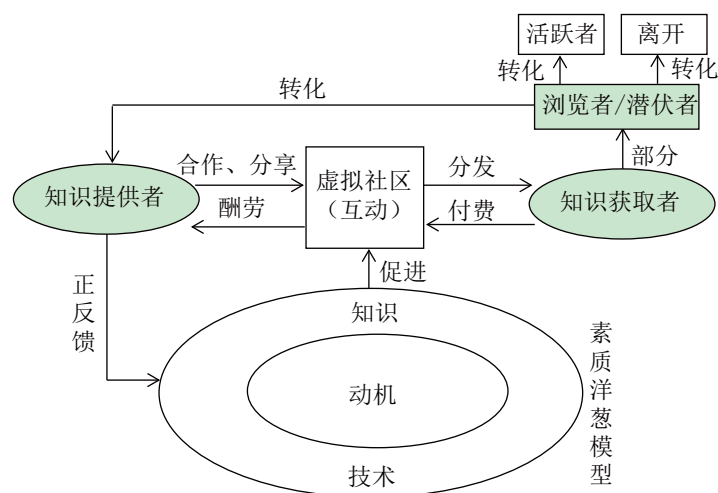 活跃者
离开
转化
转化
浏览者/潜伏者
转化
部分
知识提供者
合作、分享
酬劳
虚拟社区
（互动）
分发
付费
知识获取者
促进
正反馈
知识
动机
技术
素质洋葱模型